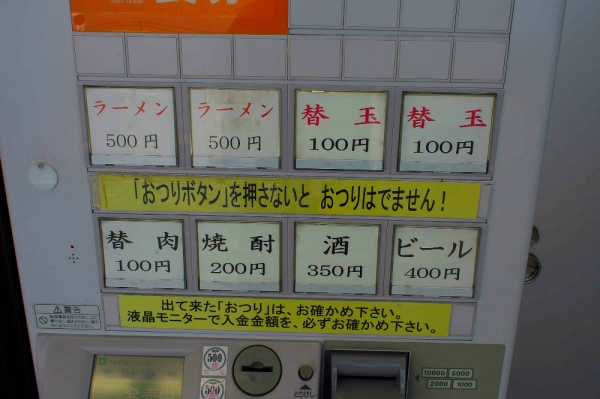 ラーメン
500円
ラーメン
500円
替玉
100円
替玉
100円
「おつりボタン」を押さないと おつりはでません！
替肉
100円
焼酎
200円
酒
350円
ビール
400円
出て来た「おつり」は、お確かめ下さい。
液晶モニターで入金金額を、必ずお確かめ下さい。
警告
500
500
とりけし
10000 5000
2000 1000